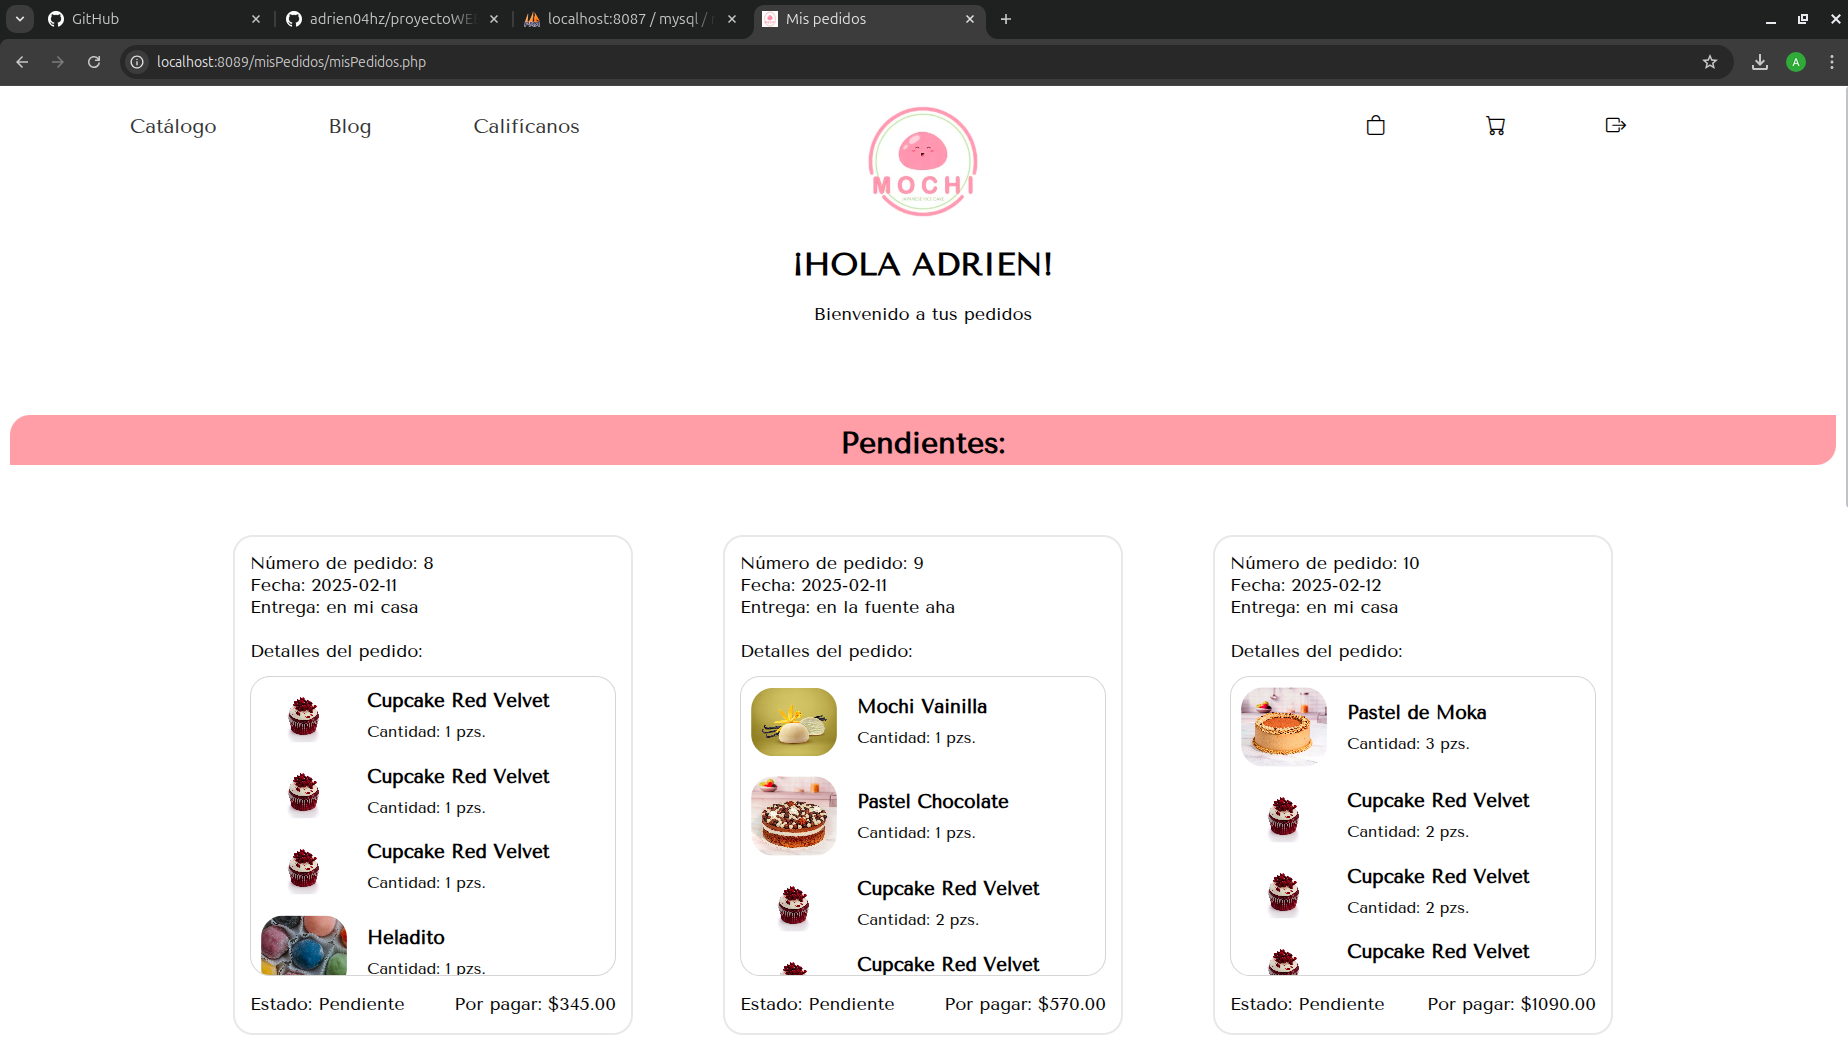 GitHub
adrien04hz/proyectoWE
localhost:8087 / mysql /
Mis pedidos
localhost:8089/misPedidos/misPedidos.php
A
Catálogo
Blog
Califícanos
MOCHI
¡HOLA ADRIEN!
Bienvenido a tus pedidos
Pendientes:
Número de pedido: 8
Fecha: 2025-02-11
Entrega: en mi casa
Detalles del pedido:
Cupcake Red Velvet
Cantidad: 1 pzs.
Cupcake Red Velvet
Cantidad: 1 pzs.
Cupcake Red Velvet
Cantidad: 1 pzs.
Heladito
Cantidad: 1 pzs.
Estado: Pendiente
Por pagar: $345.00
Número de pedido: 9
Fecha: 2025-02-11
Entrega: en la fuente aha
Detalles del pedido:
Mochi Vainilla
Cantidad: 1 pzs.
Pastel Chocolate
Cantidad: 1 pzs.
Cupcake Red Velvet
Cantidad: 2 pzs.
Cupcake Red Velvet
Estado: Pendiente
Por pagar: $570.00
Número de pedido: 10
Fecha: 2025-02-12
Entrega: en mi casa
Detalles del pedido:
Pastel de Moka
Cantidad: 3 pzs.
Cupcake Red Velvet
Cantidad: 2 pzs.
Cupcake Red Velvet
Cantidad: 2 pzs.
Cupcake Red Velvet
Estado: Pendiente
Por pagar: $1090.00